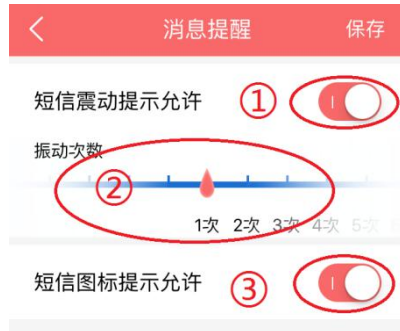 消息提醒 保存
短信震动提示允许 ①
振动次数
②
1次 2次 3次 4次 5次
短信图标提示允许 ③